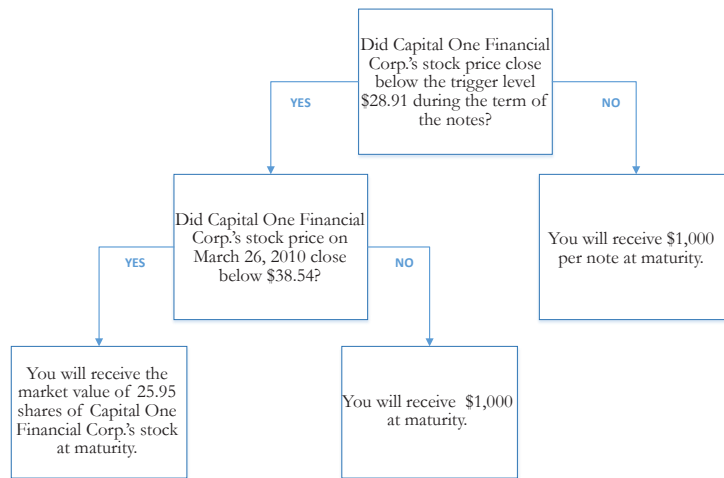 Did Capital One Financial
Corp.'s stock price close
below the trigger level
$28.91 during the term of
the notes?
YES
NO
Did Capital One Financial
Corp.'s stock price on
March 26, 2010 close
below $38.54?
You will receive $1,000
per note at maturity.
YES
NO
You will receive the
market value of 25.95
shares of Capital One
Financial Corp.'s stock
at maturity.
You will receive $1,000
at maturity.